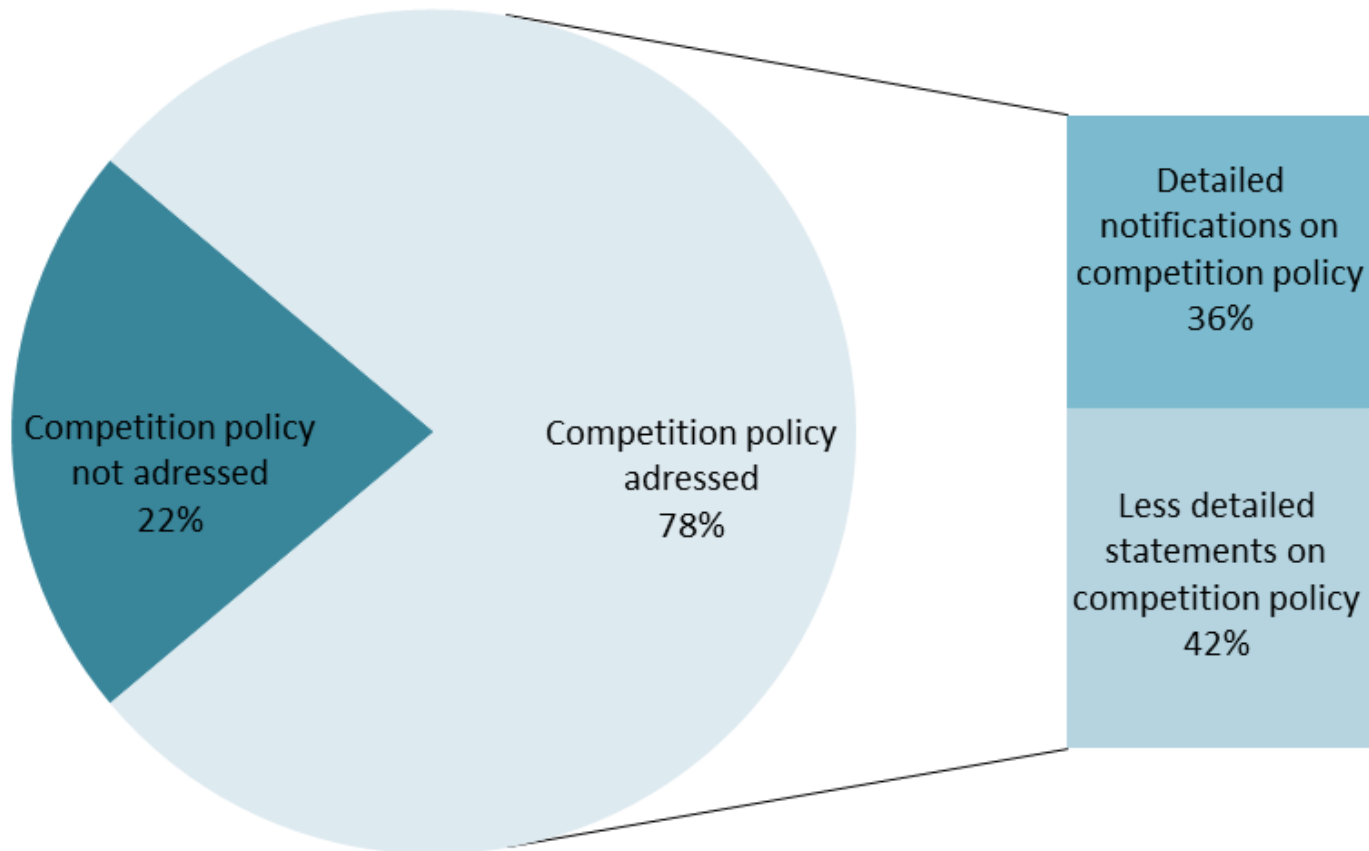 Competition policy
not adressed
22%
Competition policy
adressed
78%
Detailed
notifications on
competition policy
36%
Less detailed
statements on
competition policy
42%